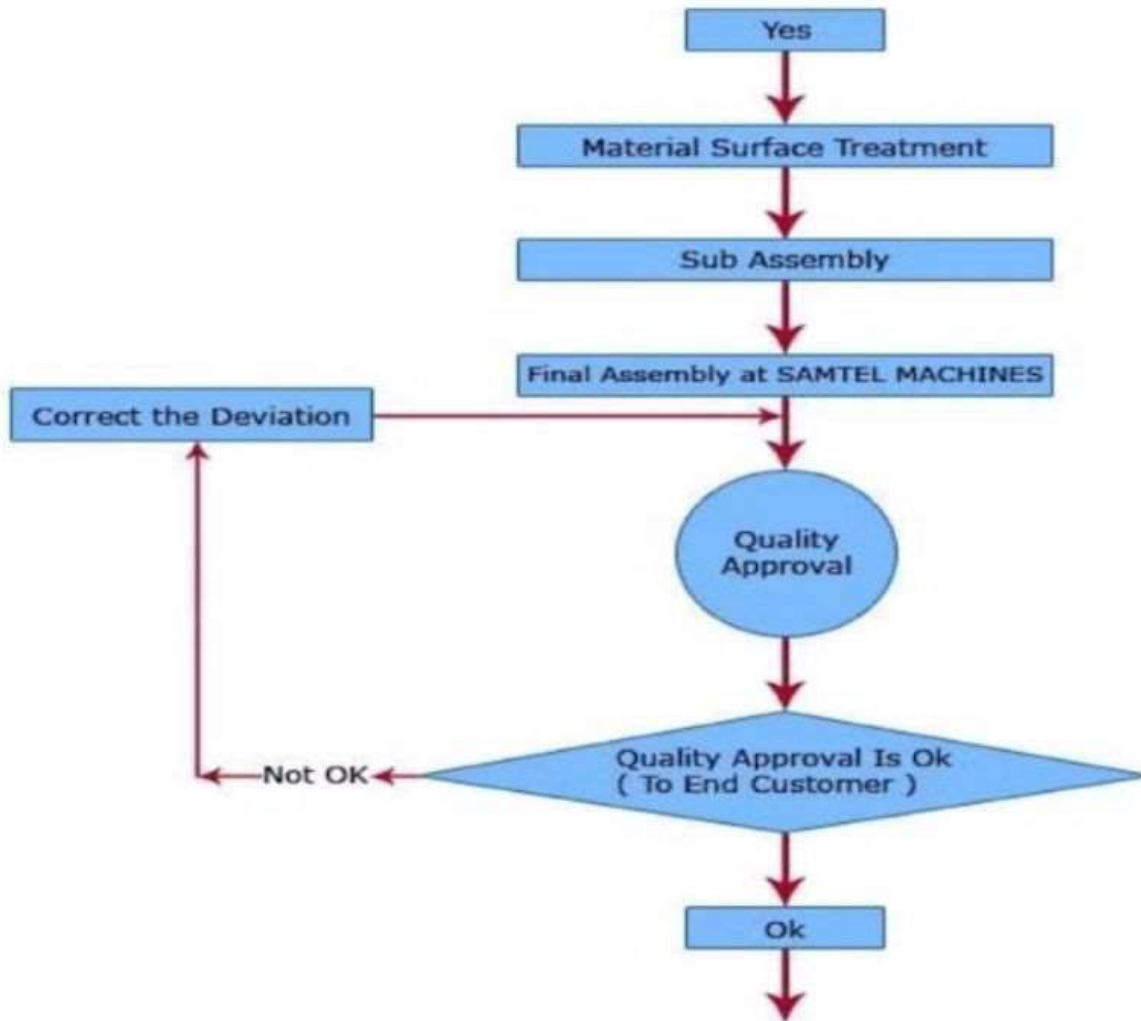 Yes
Material Surface Treatment
Sub Assembly
Final Assembly at SAMTEL MACHINES
Correct the Deviation
Quality
Approval
Quality Approval Is Ok
( To End Customer )
Not OK
Ok